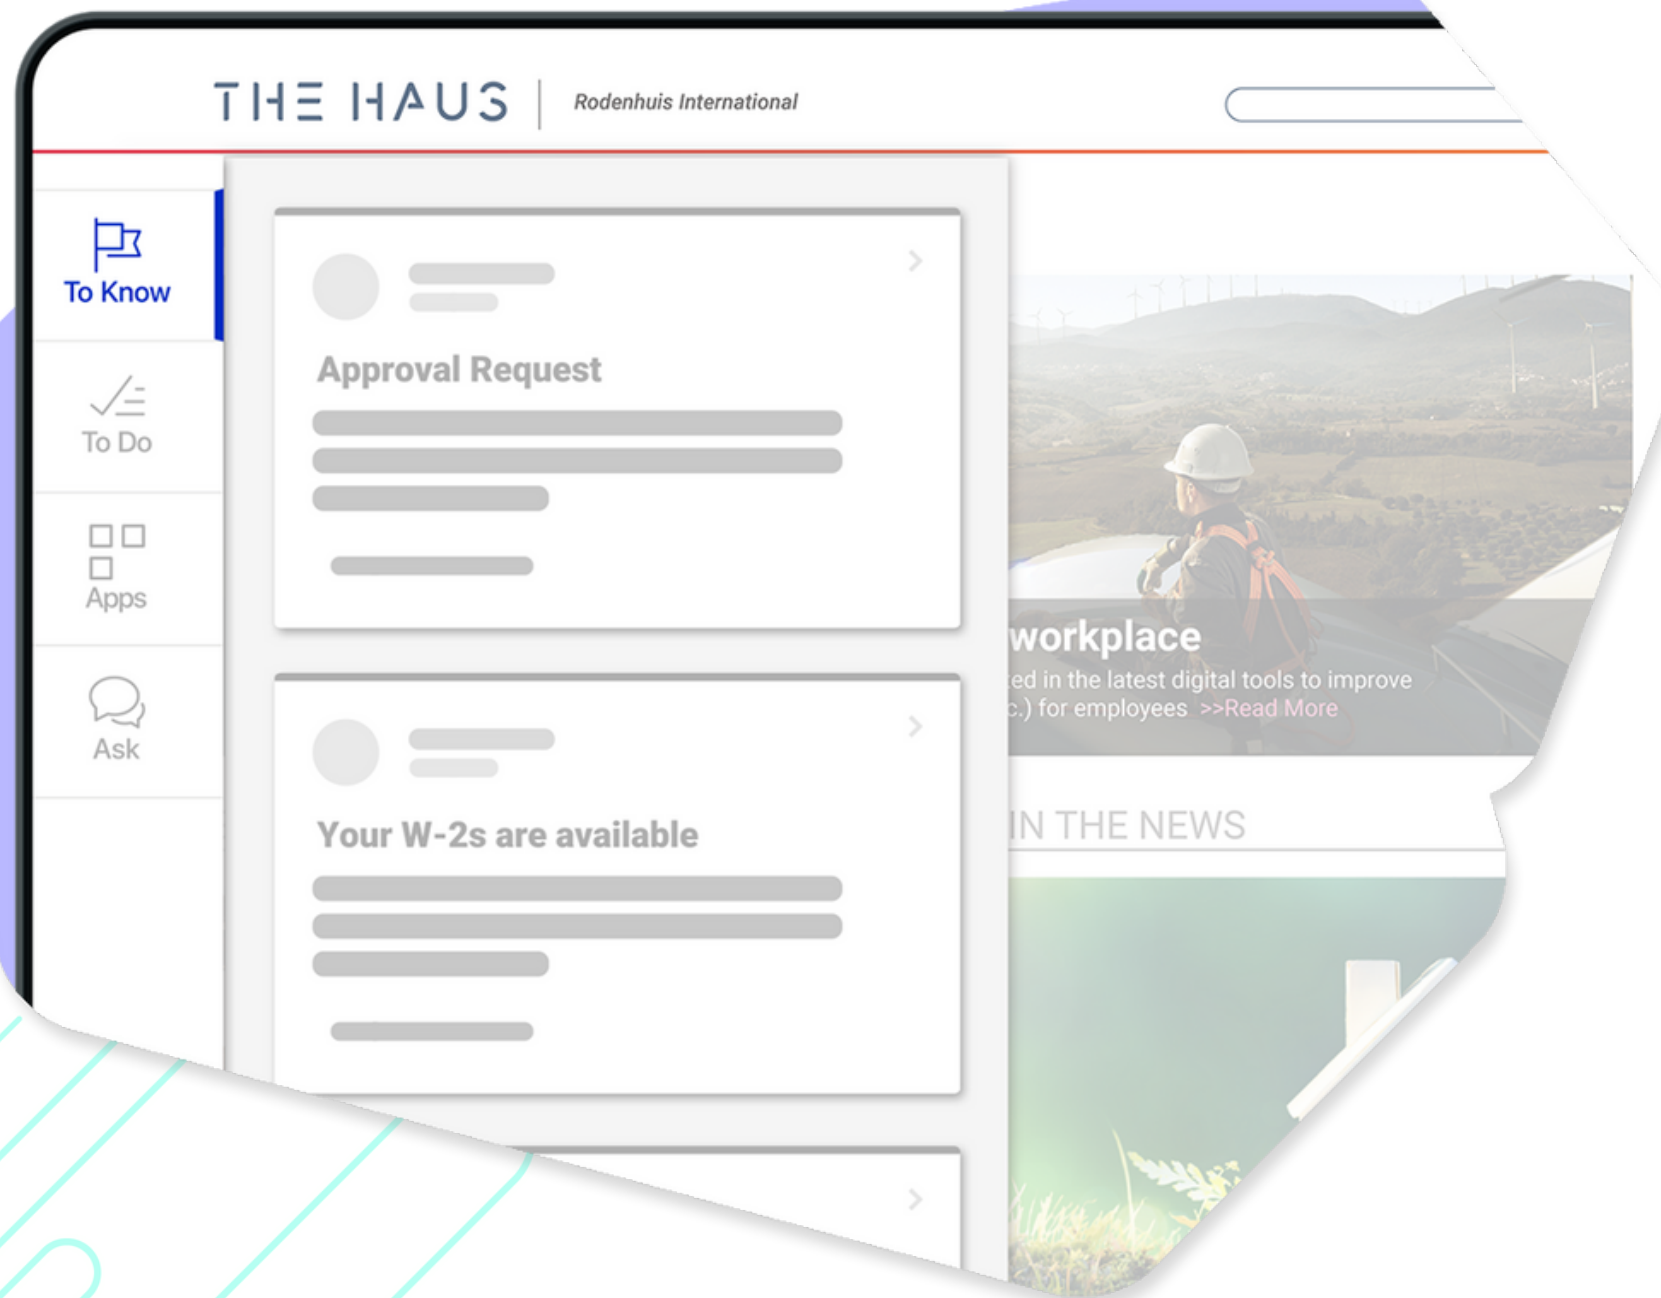 THE HAUS
Rodenhuis International
To Know
To Do
Apps
Ask
Approval Request
Your W-2s are available
workplace
ed in the latest digital tools to improve
c.) for employees >>Read More
IN THE NEWS